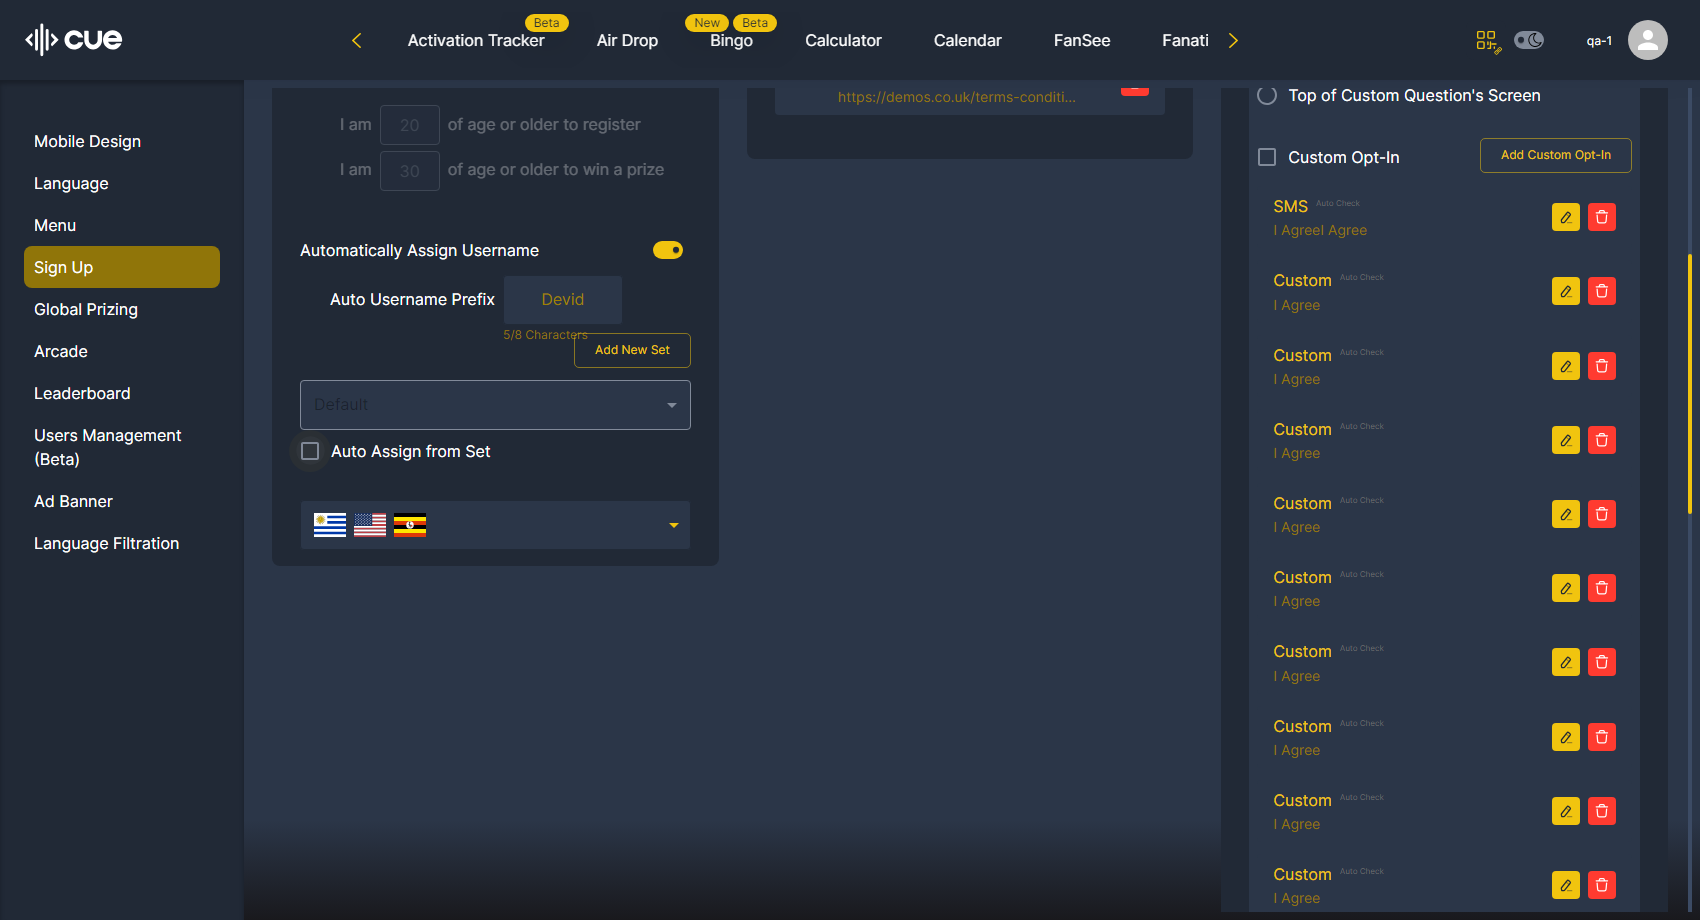 cue
Beta
New
Beta
Activation Tracker
Air Drop
Bingo
Calculator
Calendar
FanSee
Fanati
qa-1
Mobile Design
Language
Menu
Sign Up
Global Prizing
Arcade
Leaderboard
Users Management
(Beta)
Ad Banner
Language Filtration
I am 20 of age or older to register
I am 30 of age or older to win a prize
Automatically Assign Username
Auto Username Prefix
Devid
5/8 Characters
Add New Set
Default
Auto Assign from Set
https://demos.co.uk/terms-conditi...
Top of Custom Question's Screen
Custom Opt-In
Add Custom Opt-In
SMS Auto Check
I AgreeI Agree
Custom Auto Check
I Agree
Custom Auto Check
I Agree
Custom Auto Check
I Agree
Custom Auto Check
I Agree
Custom Auto Check
I Agree
Custom Auto Check
I Agree
Custom Auto Check
I Agree
Custom Auto Check
I Agree
Custom Auto Check
I Agree